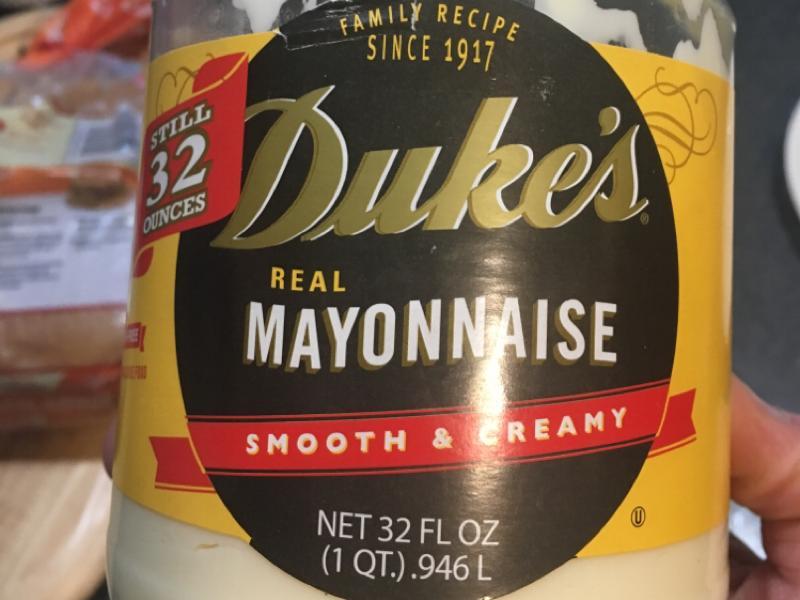 FAMILY RECIPE
SINCE 1917
STILL
32
OUNCES
Duke's®
REAL
MAYONNAISE
SMOOTH & CREAMY
NET 32 FL OZ
(1 QT.) .946 L
U